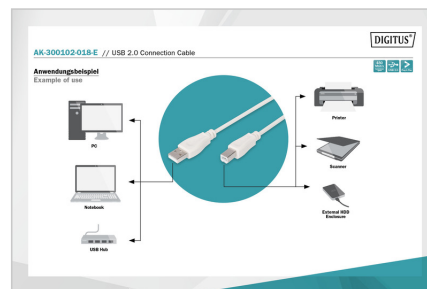 DIGITUS®
AK-300102-018-E // USB 2.0 Connection Cable
Anwendungsbeispiel
Example of use
PC
Notebook
USB Hub
Printer
Scanner
External HDD
Enclosure